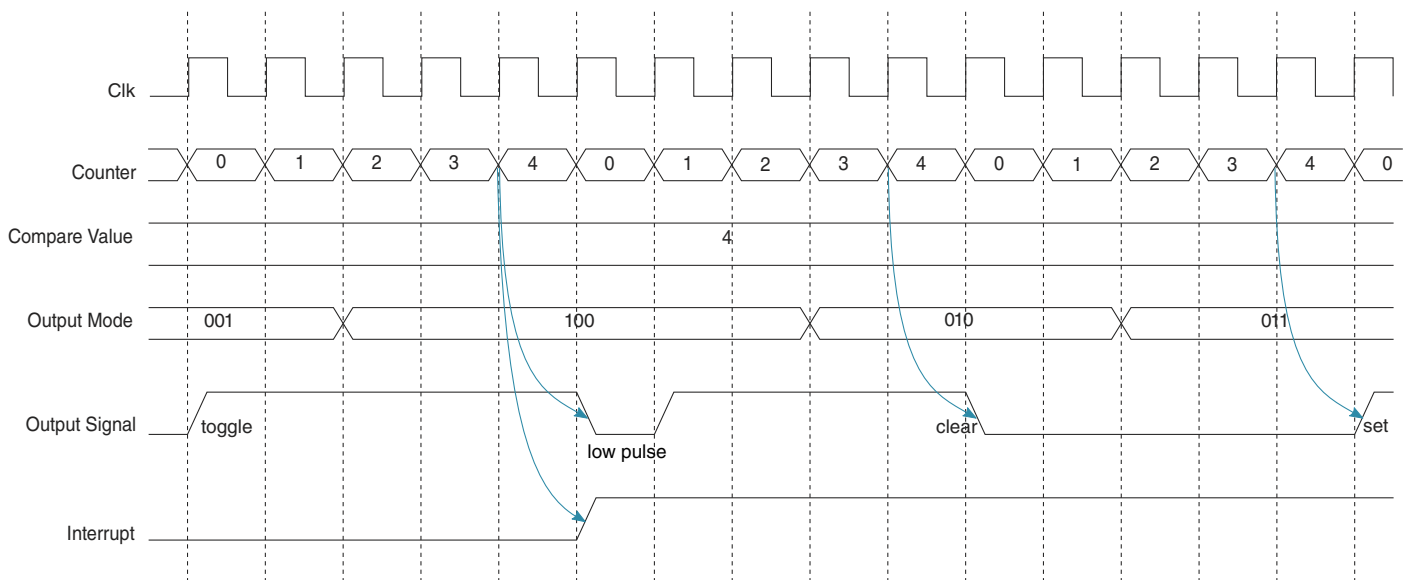 Clk
Counter 0 1 2 3 4 0 1 2 3 4 0 1 2 3 4 0
Compare Value 4
Output Mode 001 100 010 011
Output Signal toggle low pulse clear set
Interrupt